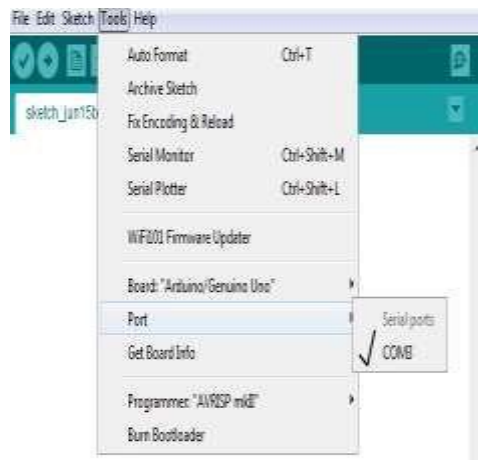 File Edit Sketch Tools Help
sketch_jun15b
Auto Format Ctrl+T
Archive Sketch
Fix Encoding & Reload
Serial Monitor Ctrl+Shift+M
Serial Plotter Ctrl+Shift+L
WiFi101 Firmware Updater
Board: "Arduino/Genuino Uno"
Port
Serial ports
Get Board Info
Programmer: "AVRISP mkII"
Burn Bootloader